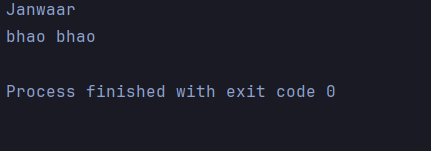 Janwaar
bhao bhao
Process finished with exit code 0